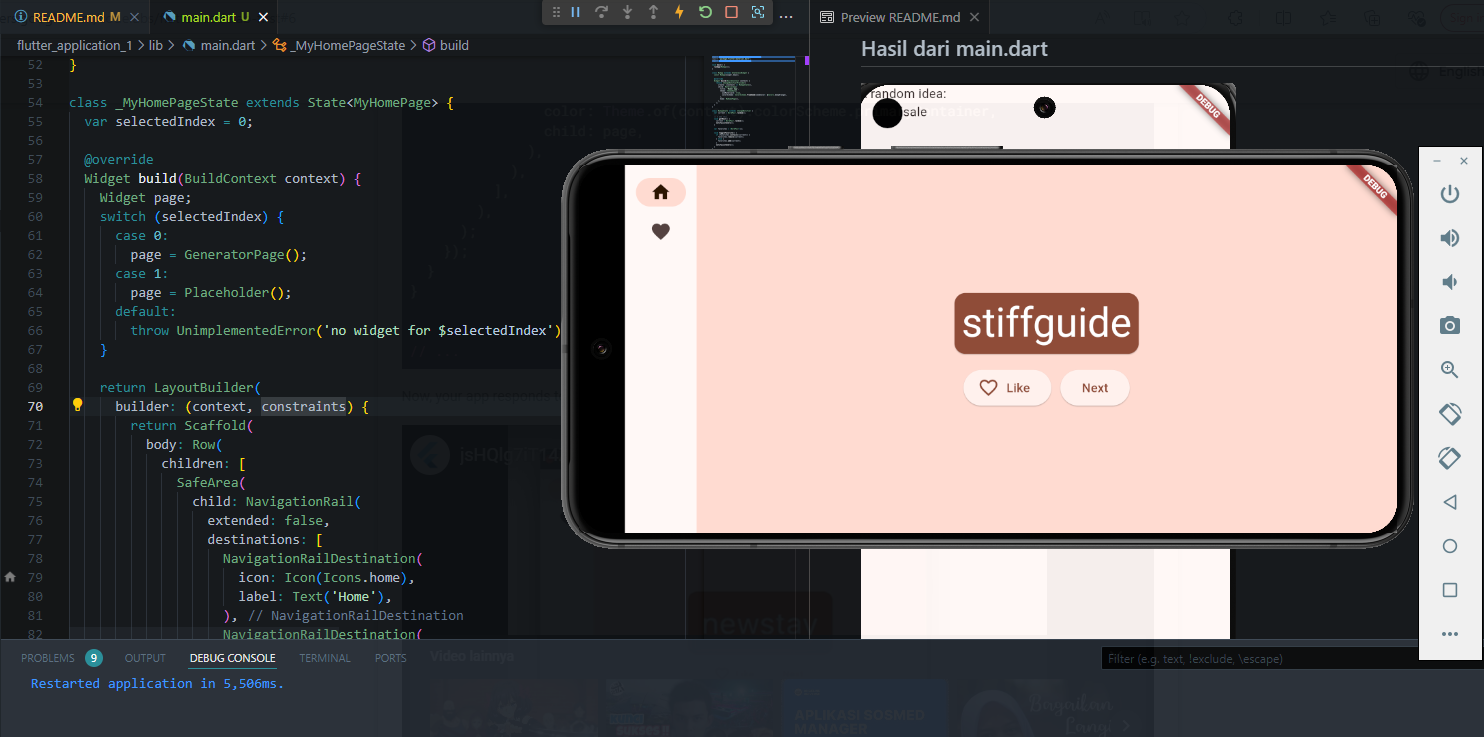 README.md M
main.dart U
Preview README.md
flutter_application_1 > lib > main.dart > _MyHomePageState > build
52 }
53
54 class _MyHomePageState extends State<MyHomePage> {
55 var selectedIndex = 0;
56
57 @override
58 Widget build(BuildContext context) {
59 Widget page;
60 switch (selectedIndex) {
61 case 0:
62 page = GeneratorPage();
63 case 1:
64 page = Placeholder();
65 default:
66 throw UnimplementedError('no widget for $selectedIndex')
67 }
68
69 return LayoutBuilder(
70 builder: (context, constraints) {
71 return Scaffold(
72 body: Row(
73 children: [
74 SafeArea(
75 child: NavigationRail(
76 extended: false,
77 destinations: [
78 NavigationRailDestination(
79 icon: Icon(Icons.home),
80 label: Text('Home'),
81 ), // NavigationRailDestination
82 NavigationRailDestination(
Hasil dari main.dart
random idea:
sale
DEBUG
DEBUG
stiffguide
Like
Next
child: page
newstay
PROBLEMS 9 OUTPUT DEBUG CONSOLE TERMINAL PORTS
Filter (e.g. text, !exclude, \escape)
Restarted application in 5,506ms.
Video lainnya
APLIKASI SOSMED
MANAGER
English